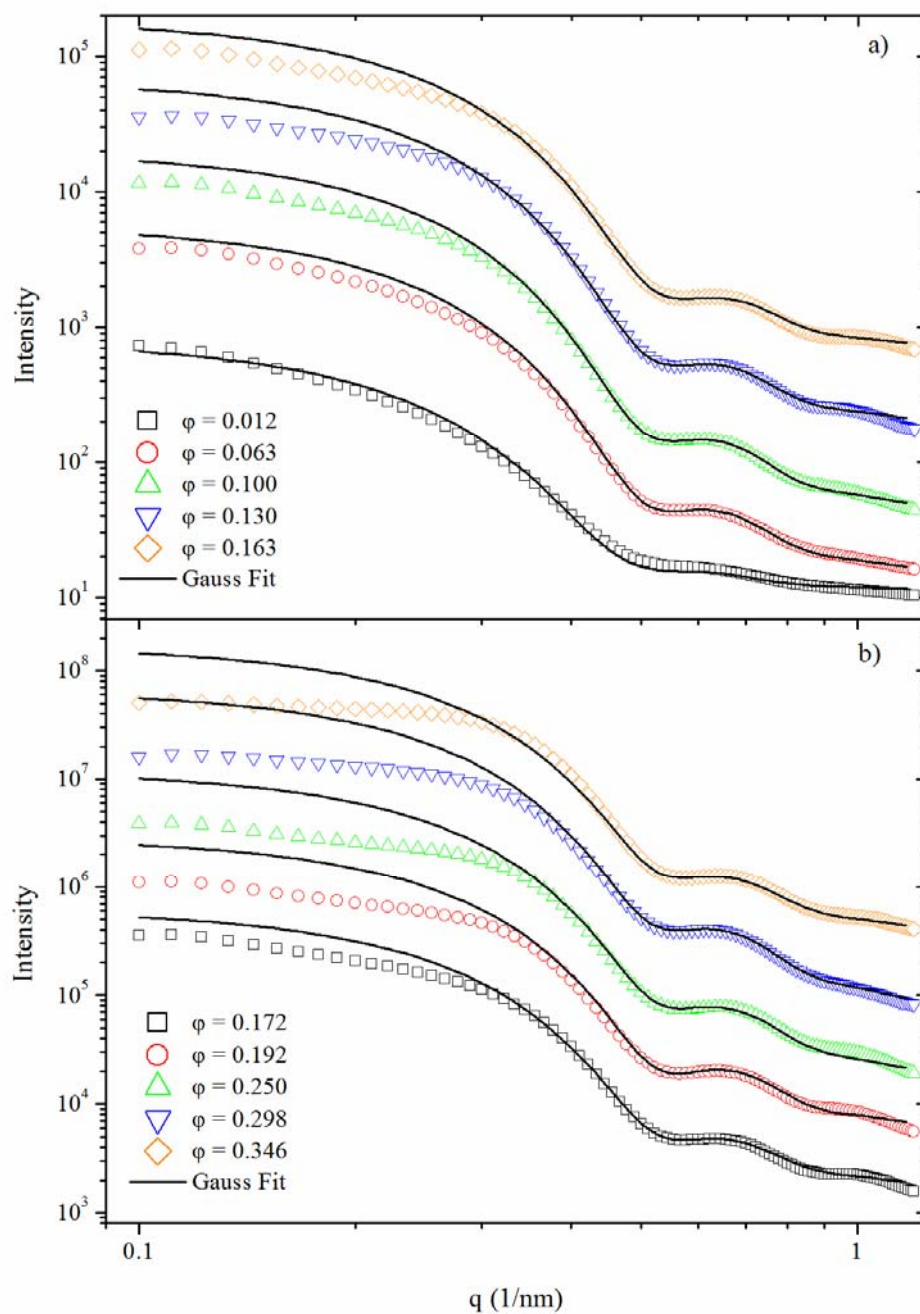 a)
10^5
10^4
10^3
10^2
10^1
Intensity
φ = 0.012
φ = 0.063
φ = 0.100
φ = 0.130
φ = 0.163
Gauss Fit
b)
10^8
10^7
10^6
10^5
10^4
10^3
Intensity
φ = 0.172
φ = 0.192
φ = 0.250
φ = 0.298
φ = 0.346
Gauss Fit
0.1 1
q (1/nm)